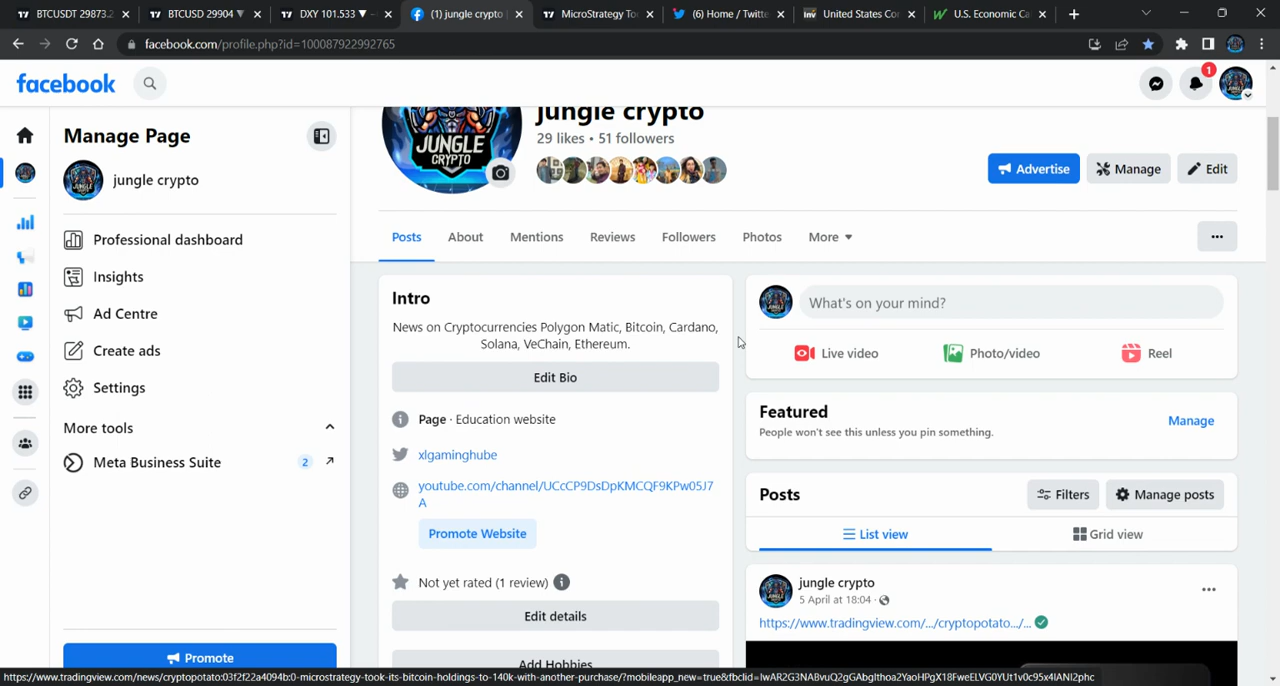 BTCUSDT 29873.2
BTCUSD 29904 ▼
DXY 101.533 ▼ −
(1) jungle crypto
MicroStrategy To
(6) Home / Twitte
United States Co
U.S. Economic Ca
facebook.com/profile.php?id=100087922992765
facebook
1
Manage Page
jungle crypto
Professional dashboard
Insights
Ad Centre
Create ads
Settings
More tools
Meta Business Suite
2
Promote
JUNGLE
CRYPTO
jungle crypto
29 likes • 51 followers
Advertise
Manage
Edit
Posts
About
Mentions
Reviews
Followers
Photos
More
Intro
News on Cryptocurrencies Polygon Matic, Bitcoin, Cardano,
Solana, VeChain, Ethereum.
Edit Bio
Page · Education website
xlgaminghube
youtube.com/channel/UCcCP9DsDpKMCQF9KPw05J7
A
Promote Website
Not yet rated (1 review)
Edit details
Add Hobbies
What's on your mind?
Live video
Photo/video
Reel
Featured
Manage
People won't see this unless you pin something.
Posts
Filters
Manage posts
List view
Grid view
jungle crypto
5 April at 18:04 ·
https://www.tradingview.com/.../cryptopotato.../...
https://www.tradingview.com/news/cryptopotato:03f2f22a4094b:0-microstrategy-took-its-bitcoin-holdings-to-140k-with-another-purchase/?mobileapp_new=true&fbclid=IwAR2G3NABvuQ2gGAbgIthoa2YaoHPgX18FweELVG0YUt1v0c95x4IANI2phc